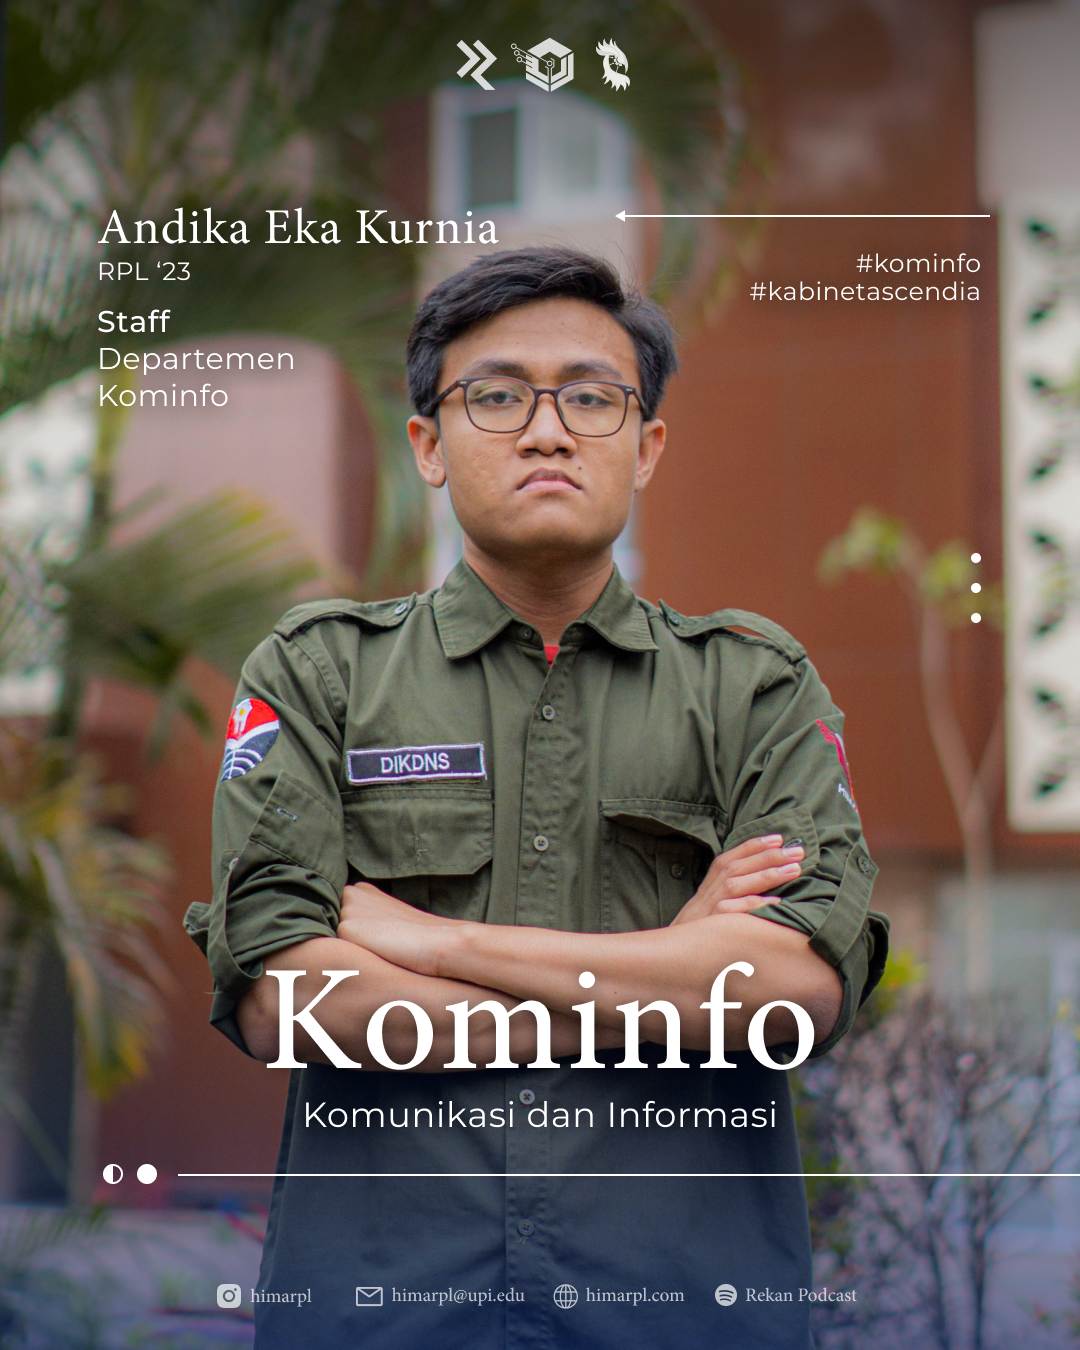 Andika Eka Kurnia
RPL ‘23
Staff
Departemen
Kominfo
#kominfo
#kabinetascendia
DIKDNS
Kominfo
Komunikasi dan Informasi
himarpl
himarpl@upi.edu
himarpl.com
Rekan Podcast